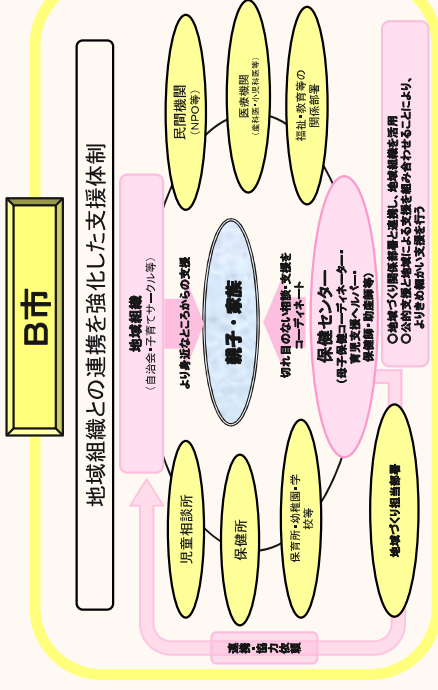 B市
地域組織との連携を強化した支援体制
地域組織
（自治会・子育てサークル等）
児童相談所
民間機関
（NPO等）
より身近なところからの支援
保健所
親子・家族
医療機関
（産科医・小児科医等）
切れ目のない相談・支援を
コーディネート
保育所・幼稚園・学
校等
福祉・教育等の
関係部署
保健センター
（母子保健コーディネーター・
育児支援ヘルパー・
保健師・助産師等）
連携・協力依頼
地域づくり担当部署
○地域づくり関係部署と連携し、地域組織を活用
○公的支援と地域による支援を組み合わせることにより、
よりきめ細かい支援を行う